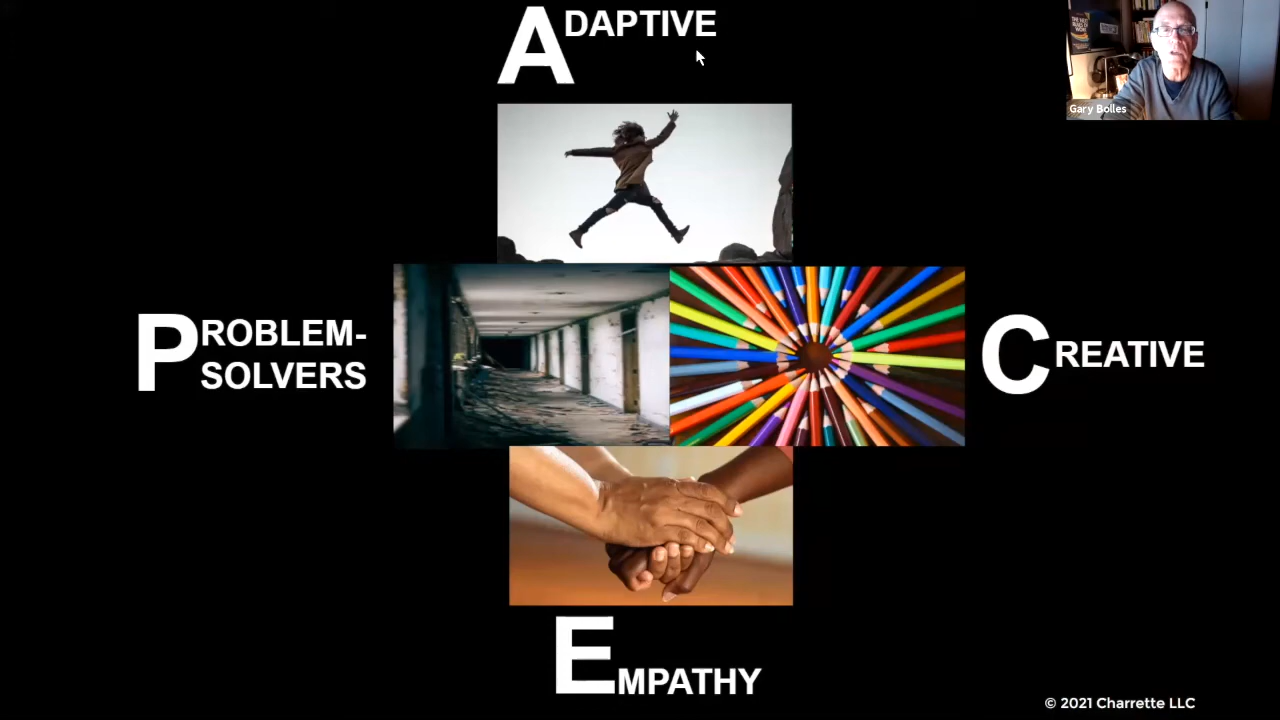 ADAPTIVE
Gary Bolles
PROBLEM-
SOLVERS
CREATIVE
EMPATHY
© 2021 Charrette LLC